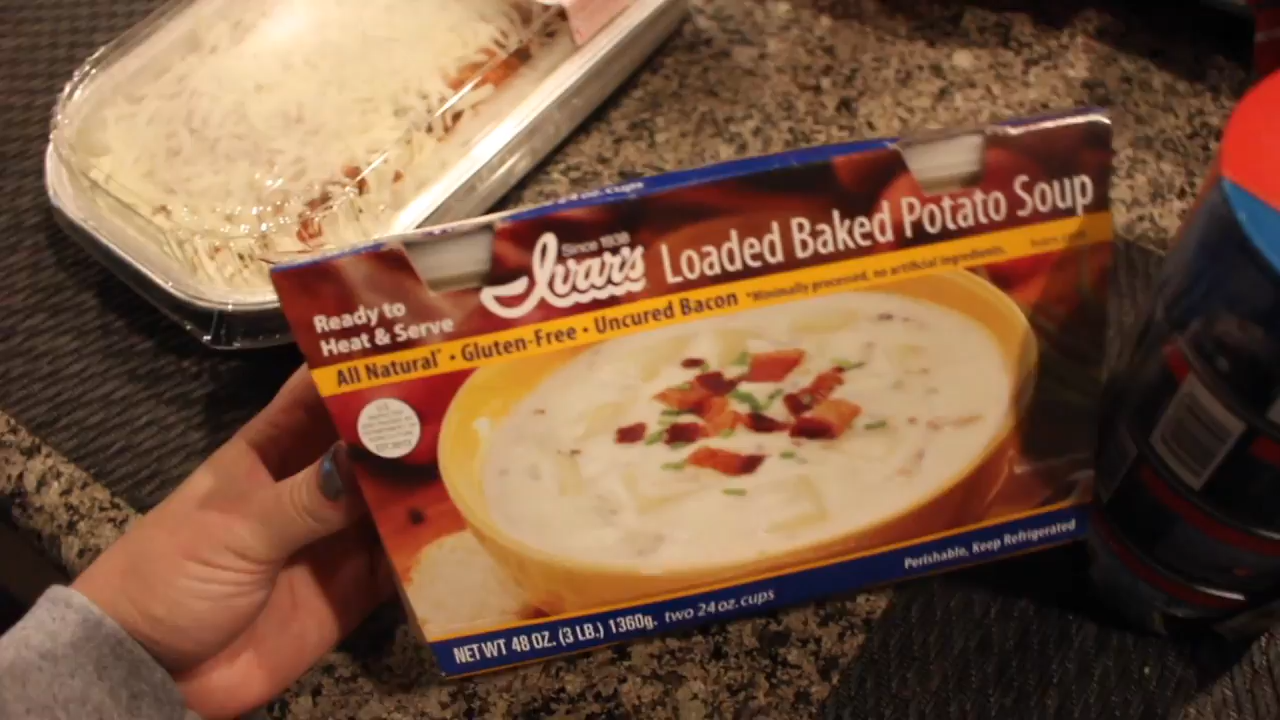 Since 1938
Ivar's
Loaded Baked Potato Soup
Ready to
Heat & Serve
All Natural* • Gluten-Free • Uncured Bacon *Minimally processed, no artificial ingredients.
Perishable, Keep Refrigerated
NET WT 48 OZ. (3 LB.) 1360g. two 24 oz. cups